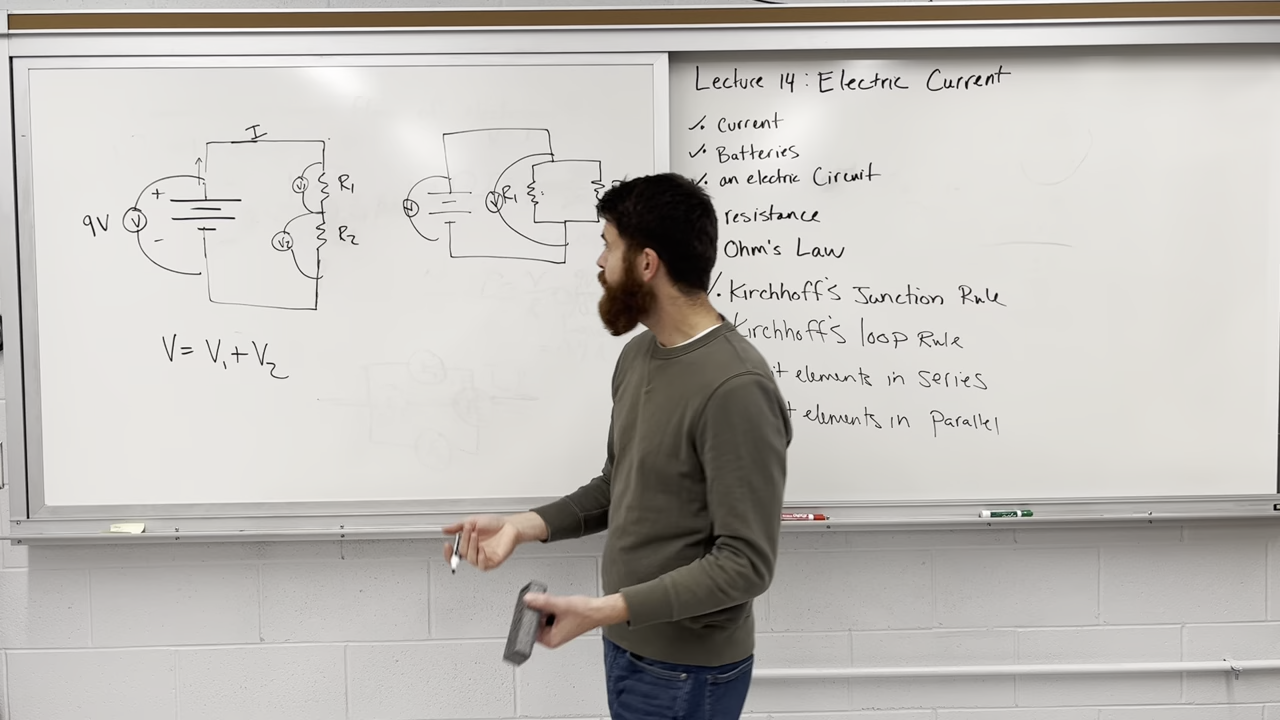 I
+
9V
V
-
V1
R1
V2
R2
V = V1 + V2
V
V
R1
Lecture 14: Electric Current
✓. Current
✓ Batteries
✓. an electric Circuit
resistance
Ohm's Law
. Kirchhoff's Junction Rule
Kirchhoff's loop Rule
elements in Series
elements in Parallel